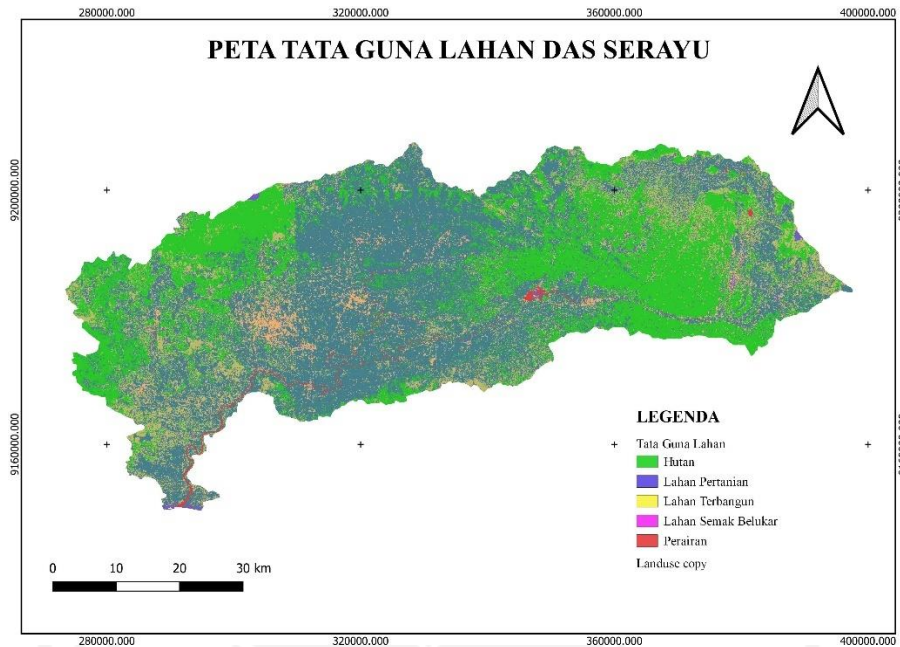 280000.000 320000.000 360000.000 400000.000
PETA TATA GUNA LAHAN DAS SERAYU
9200000.000
9160000.000
LEGENDA
Tata Guna Lahan
Hutan
Lahan Pertanian
Lahan Terbangun
Lahan Semak Belukar
Perairan
Landuse copy
0 10 20 30 km
280000.000 320000.000 360000.000 400000.000